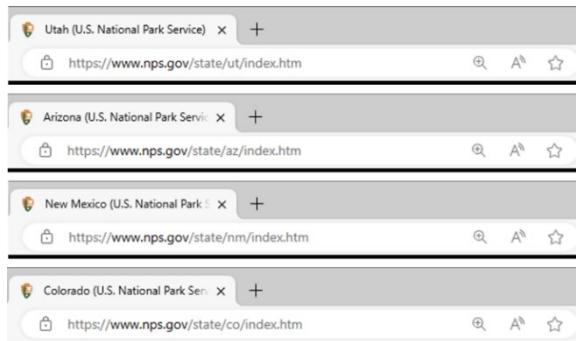 Utah (U.S. National Park Service)
https://www.nps.gov/state/ut/index.htm
Arizona (U.S. National Park Servic
https://www.nps.gov/state/az/index.htm
New Mexico (U.S. National Park S
https://www.nps.gov/state/nm/index.htm
Colorado (U.S. National Park Serv
https://www.nps.gov/state/co/index.htm